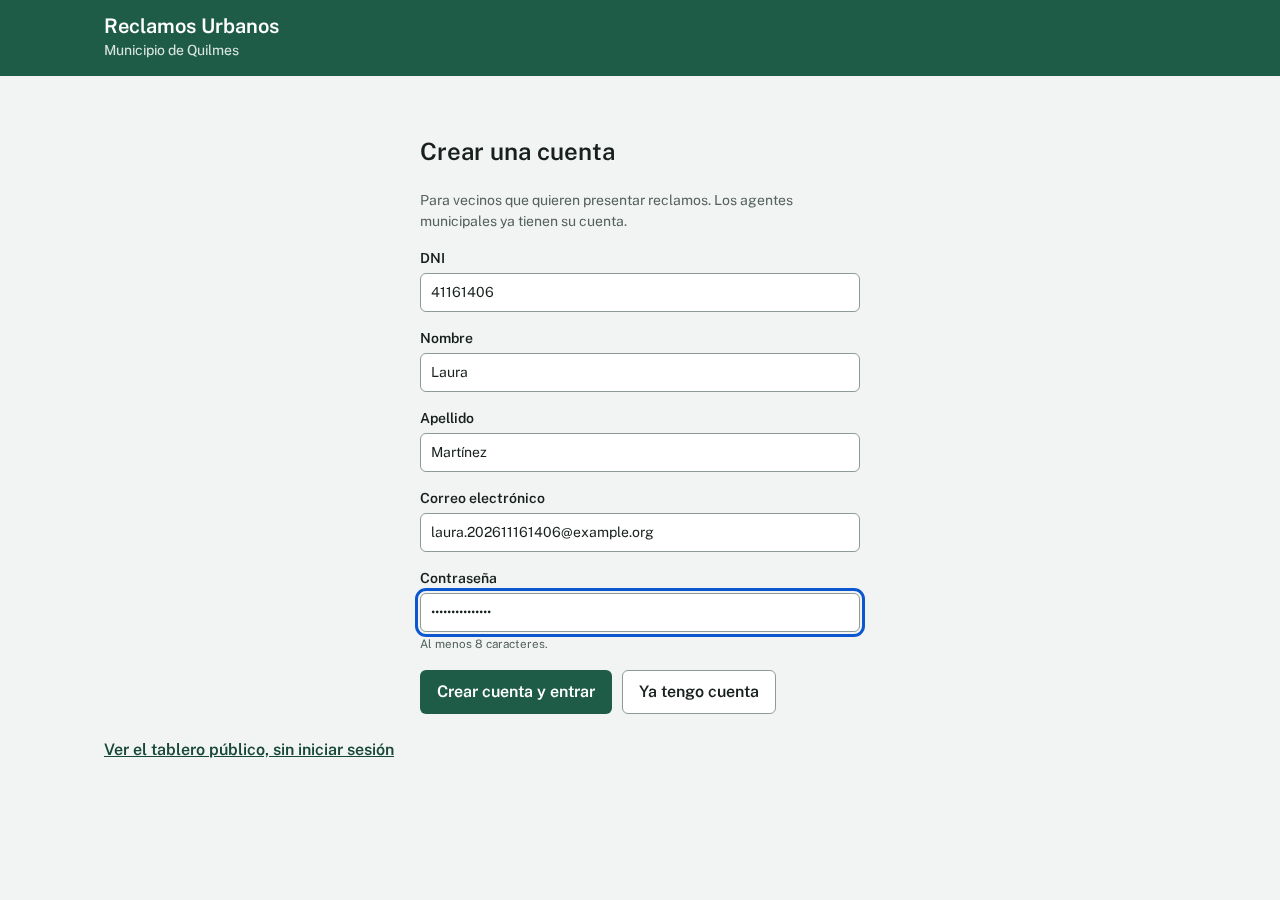 Reclamos Urbanos
Municipio de Quilmes
Crear una cuenta
Para vecinos que quieren presentar reclamos. Los agentes
municipales ya tienen su cuenta.
DNI
41161406
Nombre
Laura
Apellido
Martínez
Correo electrónico
laura.202611161406@example.org
Contraseña
•••••••••••••••
Al menos 8 caracteres.
Crear cuenta y entrar
Ya tengo cuenta
Ver el tablero público, sin iniciar sesión